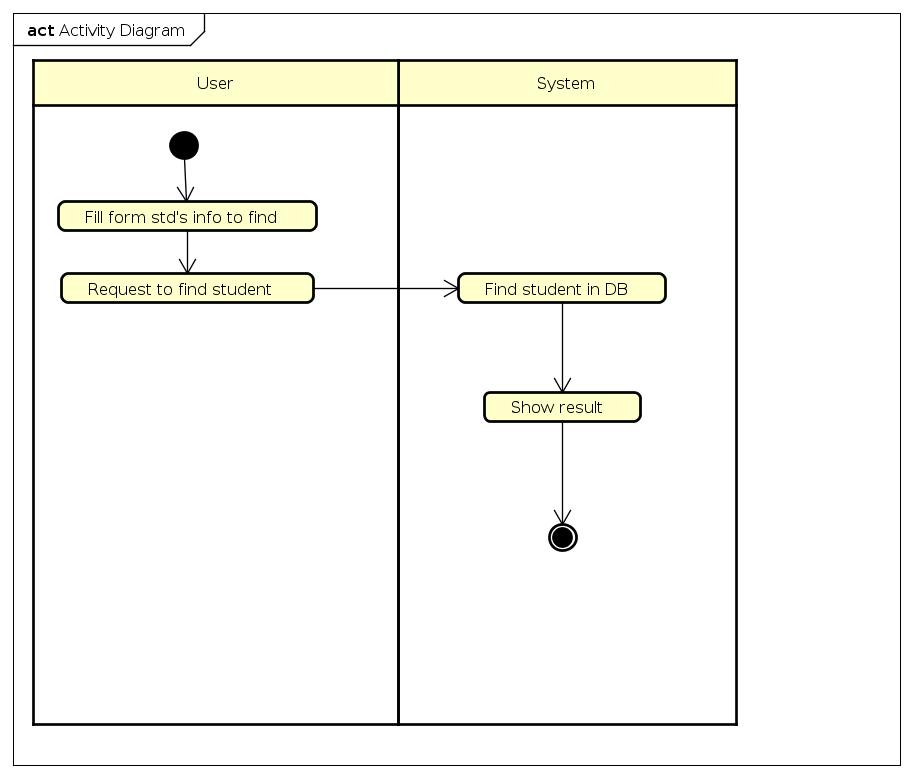 act Activity Diagram
User
System
Fill form std's info to find
Request to find student
Find student in DB
Show result